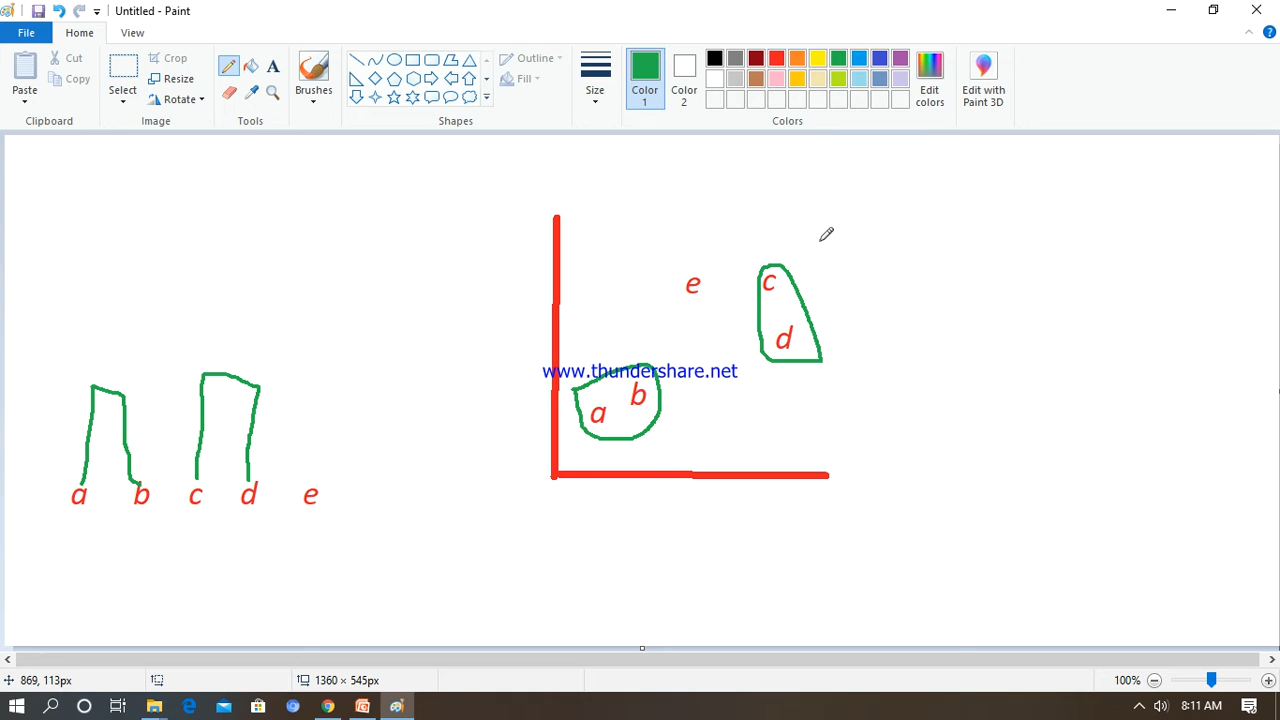 Untitled - Paint
File Home View
Paste
Cut
Copy
Clipboard
Select
Crop
Resize
Rotate
Image
A
Tools
Brushes
Shapes
Outline
Fill
Size
Color 1
Color 2
Colors
Edit colors
Edit with Paint 3D
e c
d
www.thundershare.net
a b
a b c d e
869, 113px
1360 × 545px
100%
8:11 AM